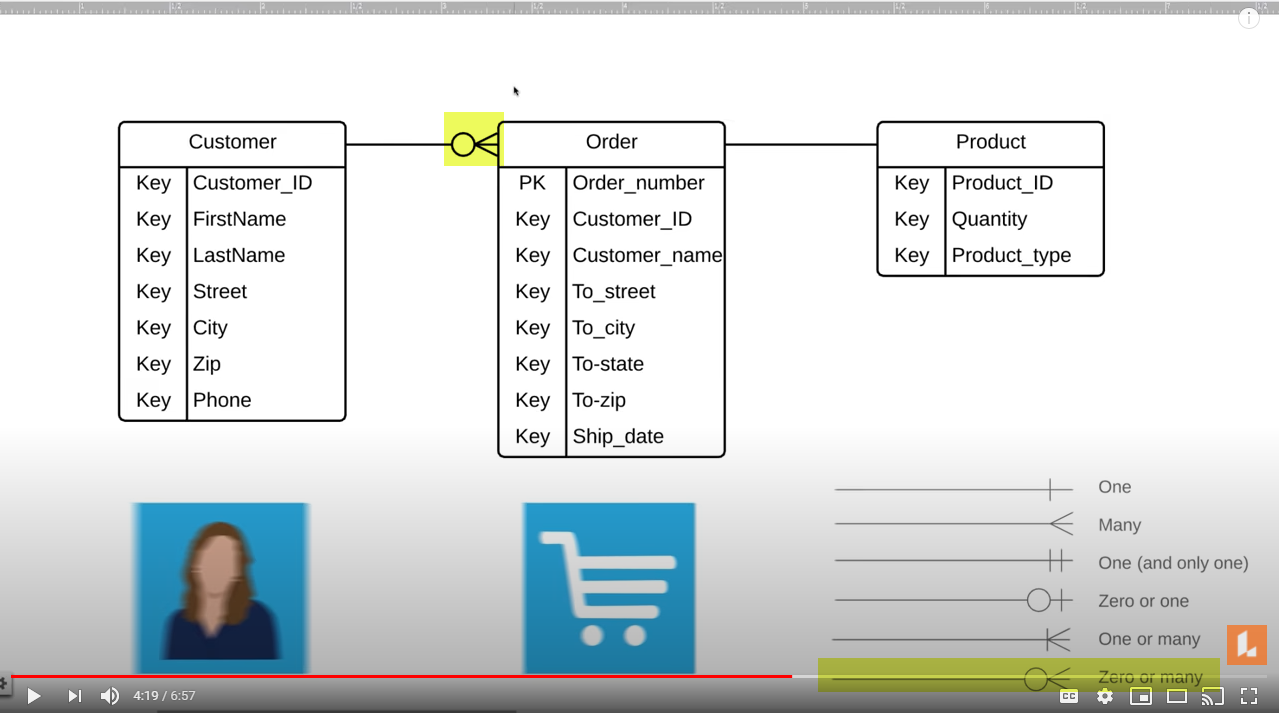 Customer
Key Customer_ID
Key FirstName
Key LastName
Key Street
Key City
Key Zip
Key Phone
Order
PK Order_number
Key Customer_ID
Key Customer_name
Key To_street
Key To_city
Key To-state
Key To-zip
Key Ship_date
Product
Key Product_ID
Key Quantity
Key Product_type
One
Many
One (and only one)
Zero or one
One or many
Zero or many
4:19 / 6:57
CC